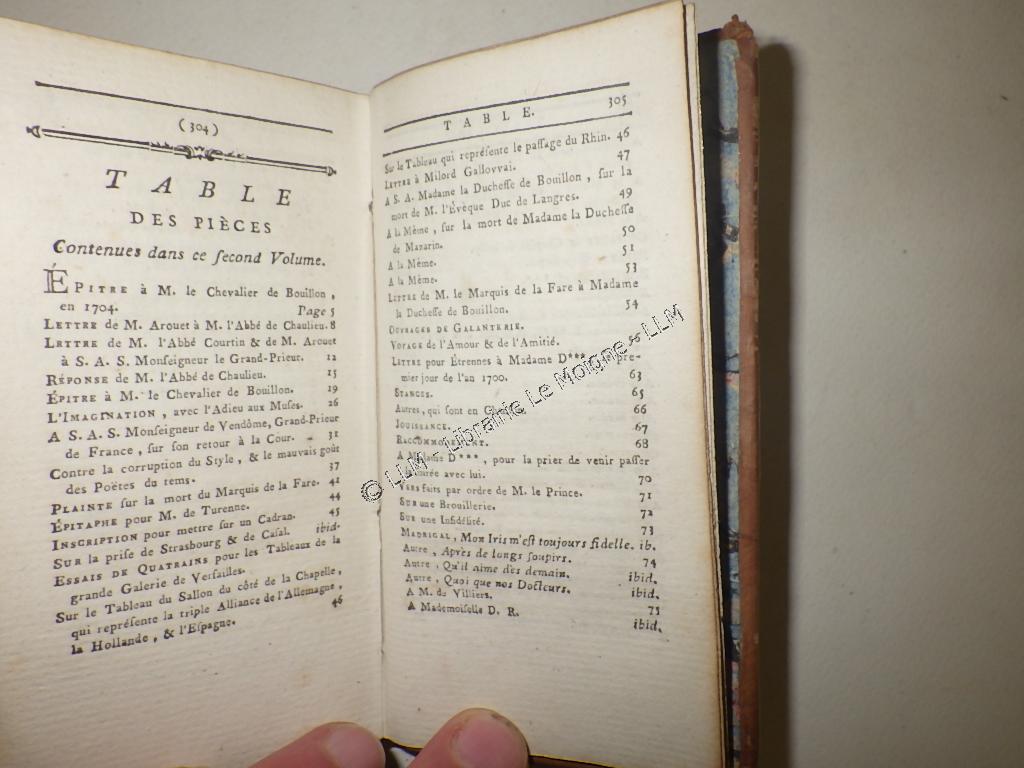 (304)
TABLE
DES PIÈCES
Contenues dans ce ſecond Volume.
ÉPITRE à M. le Chevalier de Bouillon,
en 1704. Page 5
LETTRE de M. Arouet à M. l'Abbé de Chaulieu. 8
LETTRE de M. l'Abbé Courtin & de M. Arouet
à S. A. S. Monſeigneur le Grand-Prieur. 12
RÉPONSE de M. l'Abbé de Chaulieu. 15
ÉPITRE à M. le Chevalier de Bouillon. 19
L'IMAGINATION, avec l'Adieu aux Muſes. 26
A S. A. S. Monſeigneur de Vendôme, Grand-Prieur
de France, ſur ſon retour à la Cour. 31
Contre la corruption du Style, & le mauvais goût
des Poëtes du tems. 37
PLAINTE ſur la mort du Marquis de la Fare. 41
ÉPITAPHE pour M. de Turenne. 44
INSCRIPTION pour mettre ſur un Cadran. 45
SUR la priſe de Strasbourg & de Caſal. ibid.
ESSAIS DE QUATRAINS pour les Tableaux de la
grande Galerie de Verſailles.
Sur le Tableau du Sallon du côté de la Chapelle,
qui repréſente la triple Alliance de l'Allemagne,
la Hollande, & l'Eſpagne. 46
TABLE. 305
Sur le Tableau qui repréſente le paſſage du Rhin. 46
LETTRE à Milord Gallovvai. 47
A S. A. Madame la Ducheſſe de Bouillon, ſur la
mort de M. l'Évêque Duc de Langres. 49
A la Même, ſur la mort de Madame la Ducheſſe
de Mazarin. 50
A la Même. 51
A la Même. 53
LETTRE de M. le Marquis de la Fare à Madame
la Ducheſſe de Bouillon. 54
OUVRAGES DE GALANTERIE.
VOYAGE de l'Amour & de l'Amitié. 56
LETTRE pour Étrennes à Madame D*** pre-
mier jour de l'an 1700. 63
STANCES. 65
Autres, qui ſont en 66
JOUISSANCE. 67
RACCOMMODEMENT. 68
A Madame D***, pour la prier de venir paſſer
avec lui. 70
VERS faits par ordre de M. le Prince. 71
SUR une Brouillerie. 72
SUR une Infidélité. 73
MADRIGAL, Mon Iris m'eſt toujours fidelle. ib.
Autre, Après de longs ſoupirs. 74
Autre, Qu'il aime dès demain. ibid.
Autre, Quoi que nos Docteurs. ibid.
A M. de Villiers. 75
A Mademoiſelle D. R. ibid.
© LLM - Librairie Le Moigne - LLM